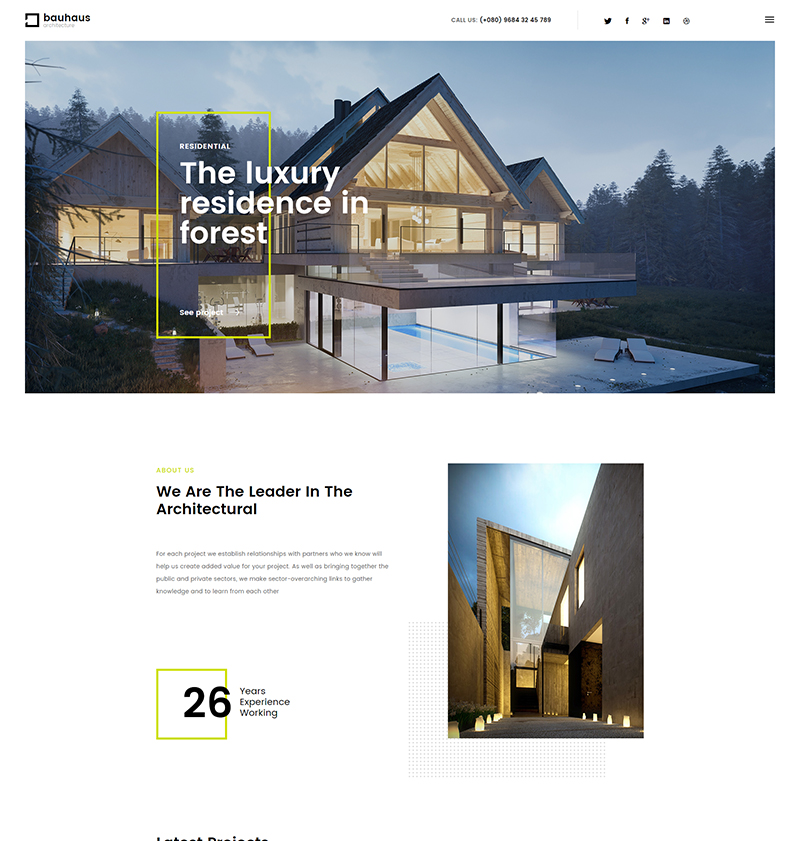 bauhaus
architecture
CALL US: (+080) 9684 32 45 789
RESIDENTIAL
The luxury
residence in
forest
See project
ABOUT US
We Are The Leader In The
Architectural
For each project we establish relationships with partners who we know will
help us create added value for your project. As well as bringing together the
public and private sectors, we make sector-overarching links to gather
knowledge and to learn from each other
26
Years
Experience
Working
Latest Projects